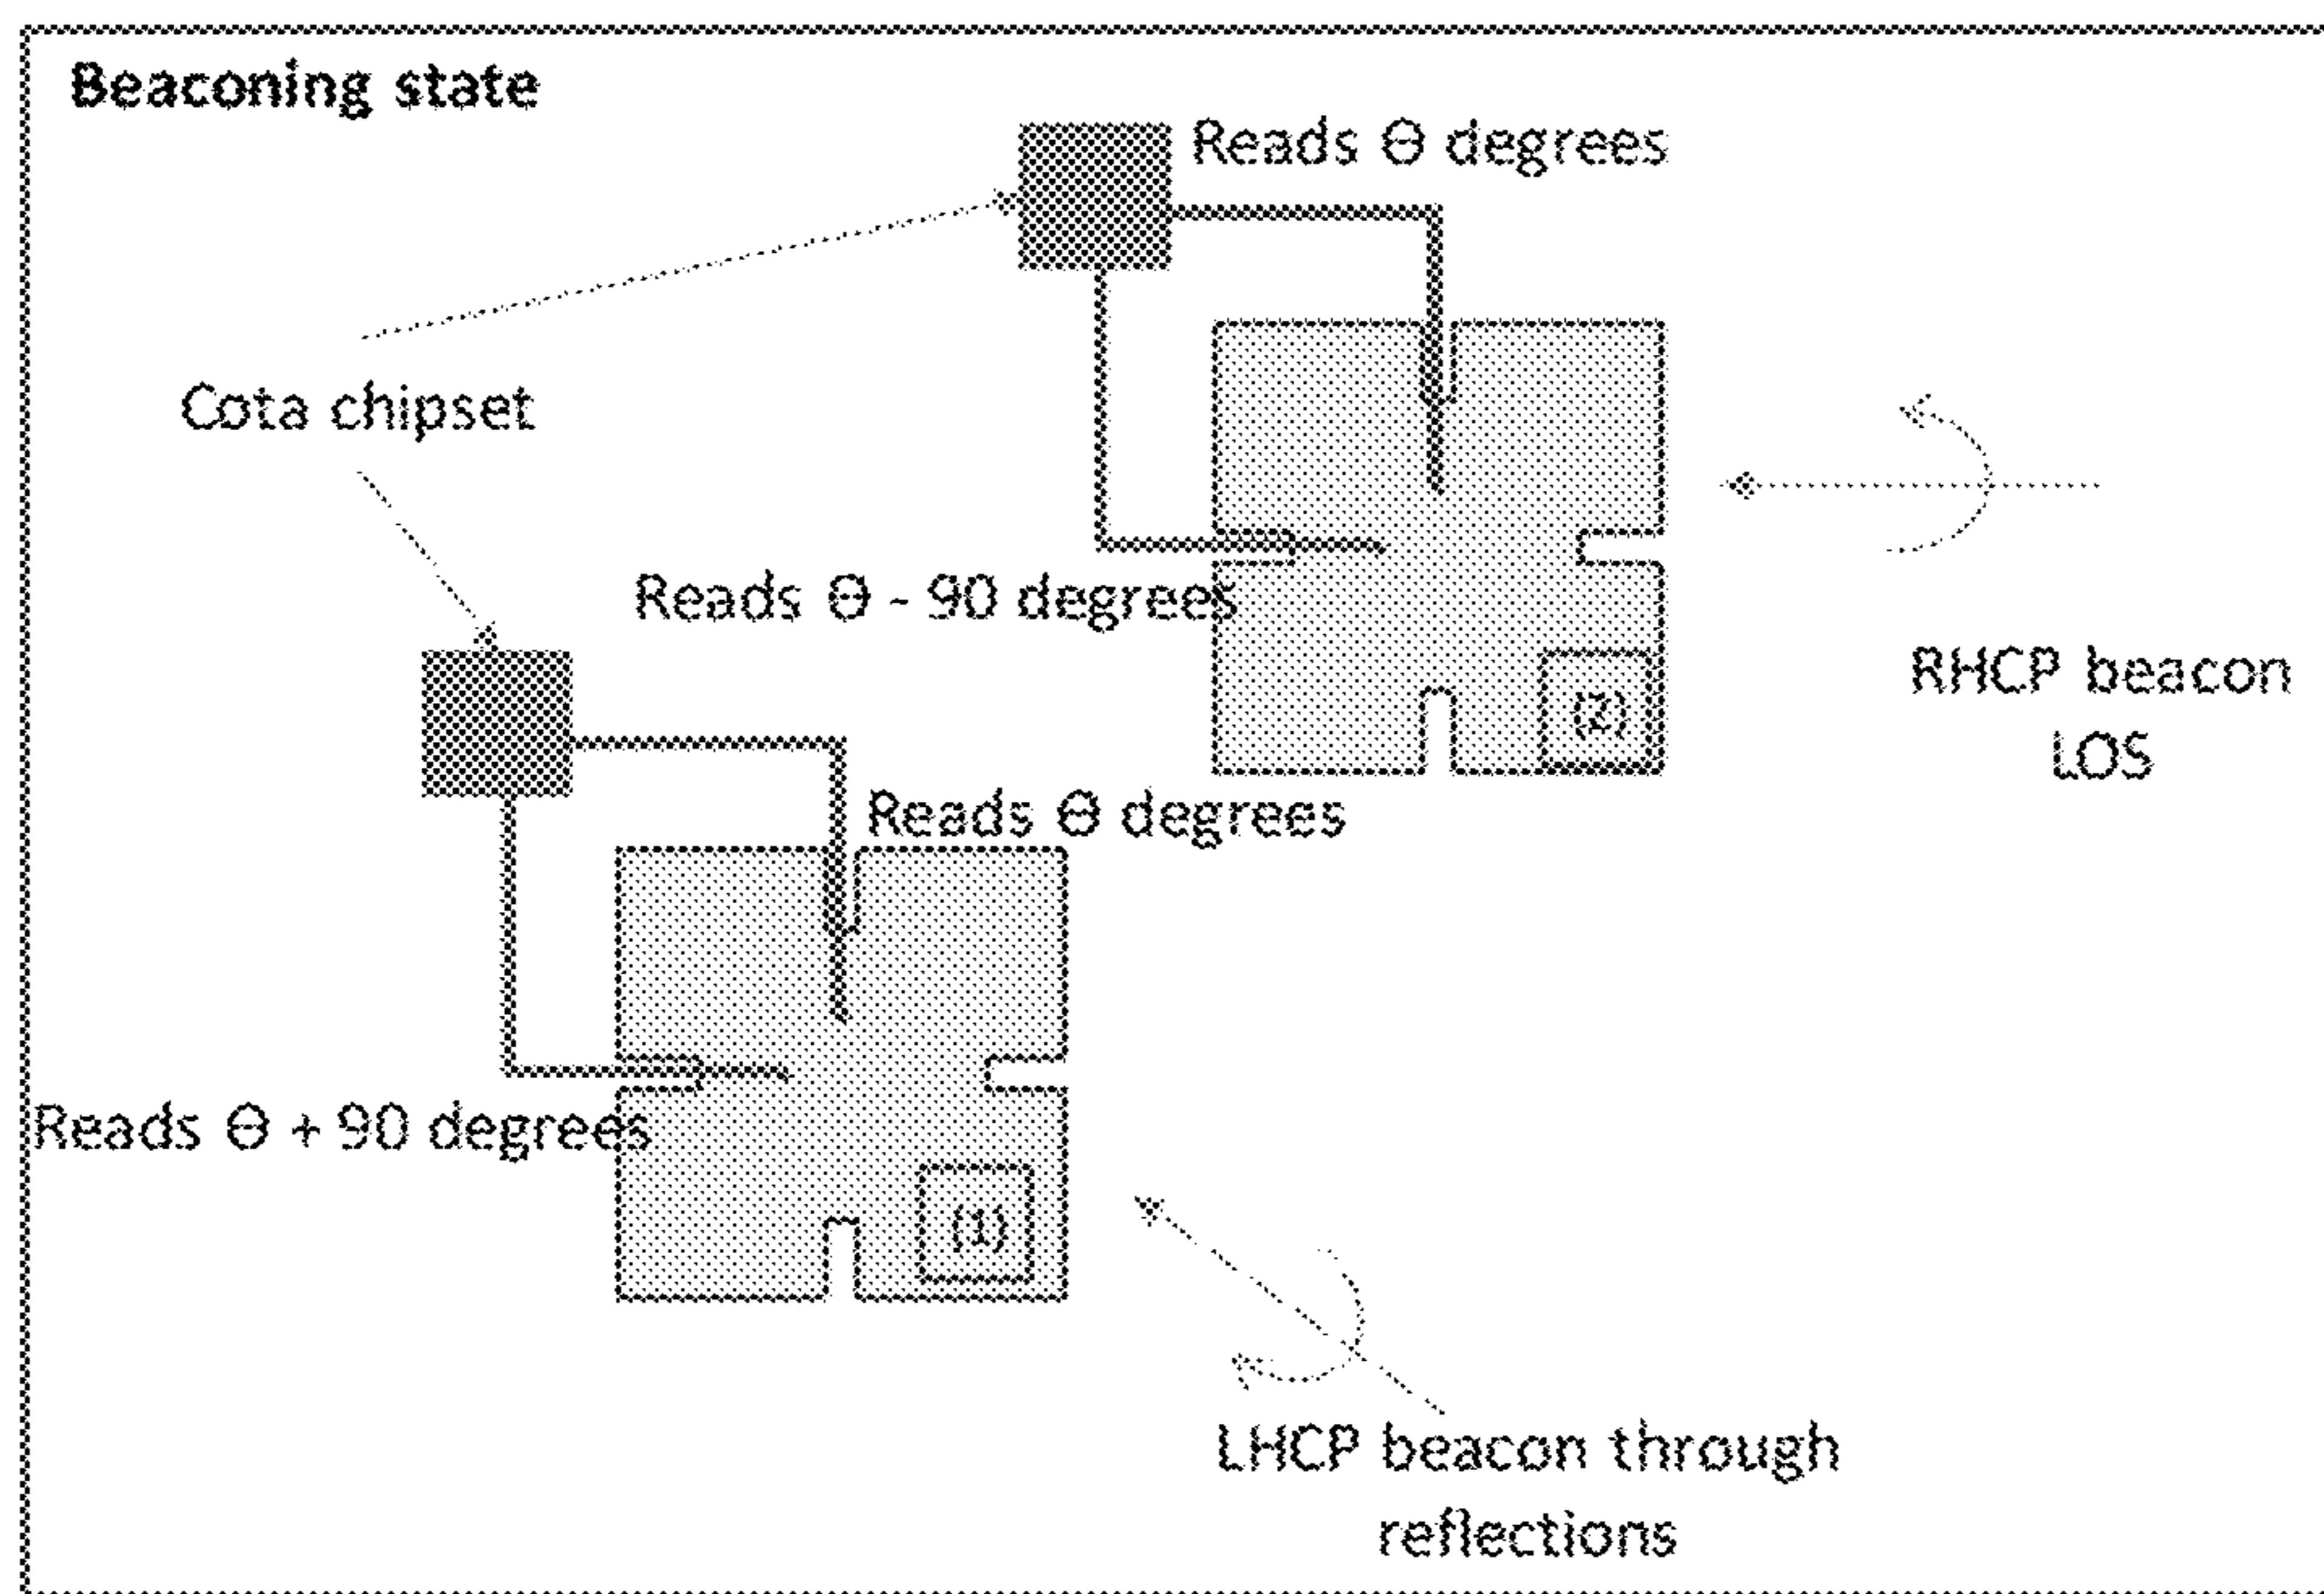 Beaconing state
Reads Θ degrees
Cota chipset
Reads Θ - 90 degrees
(2)
RHCP beacon
LOS
Reads Θ degrees
Reads Θ + 90 degrees
(1)
LHCP beacon through
reflections